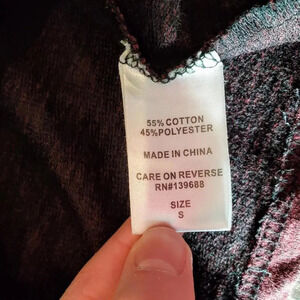 55% COTTON
45%POLYESTER
MADE IN CHINA
CARE ON REVERSE
RN#139688
SIZE
S